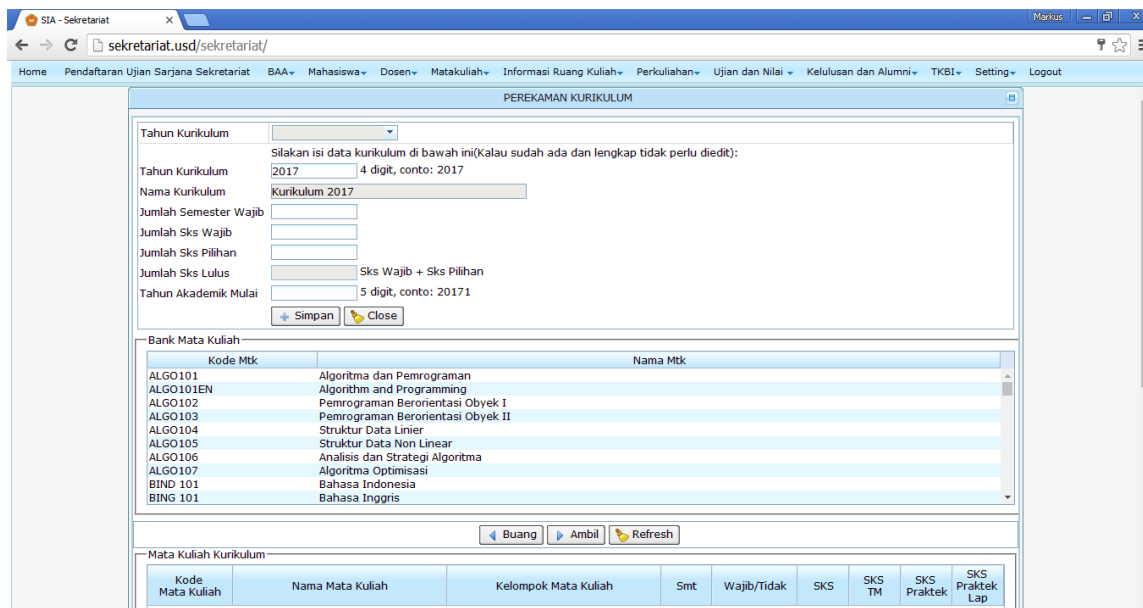 SIA - Sekretariat
Markus
sekretariat.usd/sekretariat/
Home Pendaftaran Ujian Sarjana Sekretariat BAA Mahasiswa Dosen Matakuliah Informasi Ruang Kuliah Perkuliahan Ujian dan Nilai Kelulusan dan Alumni TKBI Setting Logout
PEREKAMAN KURIKULUM
Tahun Kurikulum
Silakan isi data kurikulum di bawah ini(Kalau sudah ada dan lengkap tidak perlu diedit):
Tahun Kurikulum 2017 4 digit, conto: 2017
Nama Kurikulum Kurikulum 2017
Jumlah Semester Wajib
Jumlah Sks Wajib
Jumlah Sks Pilihan
Jumlah Sks Lulus Sks Wajib + Sks Pilihan
Tahun Akademik Mulai 5 digit, conto: 20171
Simpan Close
Bank Mata Kuliah
Kode Mtk Nama Mtk
ALGO101 Algoritma dan Pemrograman
ALGO101EN Algorithm and Programming
ALGO102 Pemrograman Berorientasi Obyek I
ALGO103 Pemrograman Berorientasi Obyek II
ALGO104 Struktur Data Linier
ALGO105 Struktur Data Non Linear
ALGO106 Analisis dan Strategi Algoritma
ALGO107 Algoritma Optimisasi
BIND 101 Bahasa Indonesia
BING 101 Bahasa Inggris
Buang Ambil Refresh
Mata Kuliah Kurikulum
Kode Mata Kuliah Nama Mata Kuliah Kelompok Mata Kuliah Smt Wajib/Tidak SKS SKS TM SKS Praktek SKS Praktek Lap